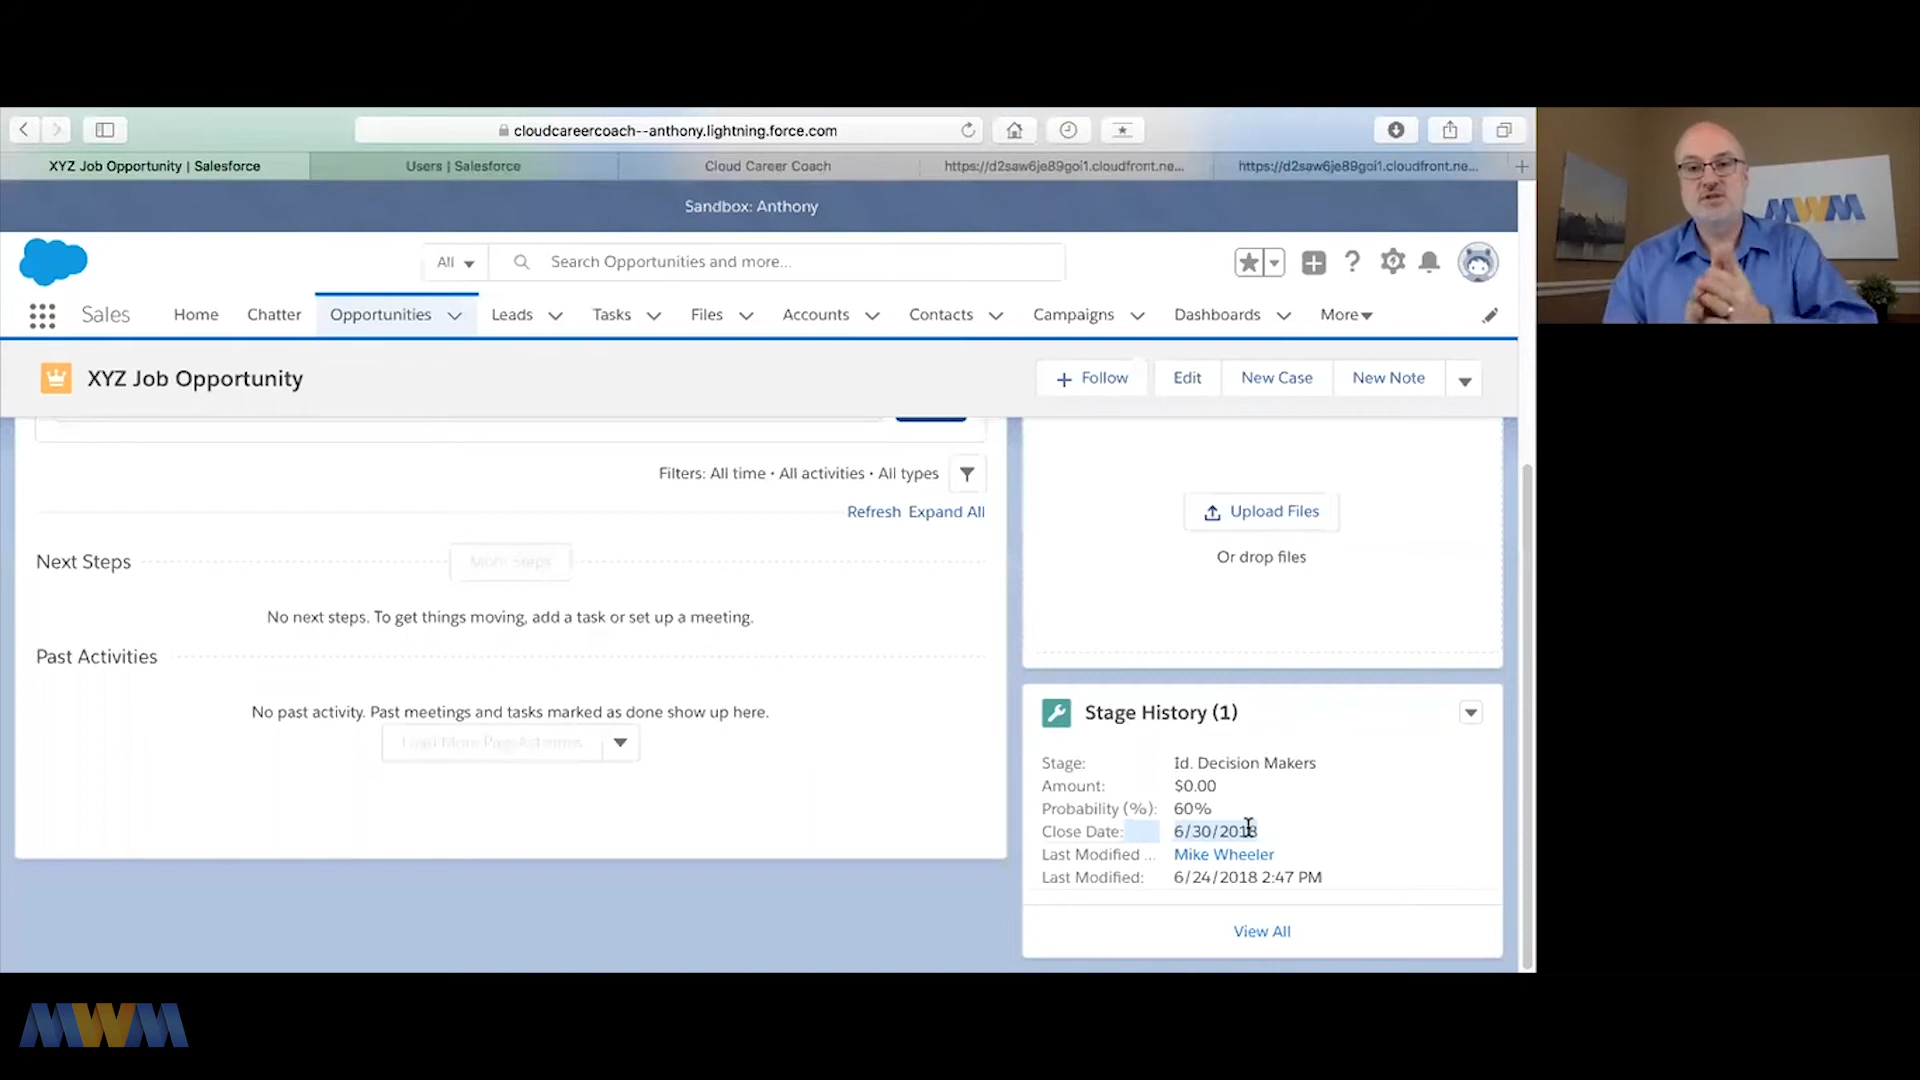 cloudcareercoach--anthony.lightning.force.com
XYZ Job Opportunity | Salesforce
Users | Salesforce
Cloud Career Coach
https://d2saw6je89goi1.cloudfront.ne...
https://d2saw6je89goi1.cloudfront.ne...
Sandbox: Anthony
All
Search Opportunities and more...
Sales
Home
Chatter
Opportunities
Leads
Tasks
Files
Accounts
Contacts
Campaigns
Dashboards
More
XYZ Job Opportunity
Follow
Edit
New Case
New Note
Filters: All time • All activities • All types
Refresh
Expand All
Next Steps
More Steps
No next steps. To get things moving, add a task or set up a meeting.
Past Activities
No past activity. Past meetings and tasks marked as done show up here.
Load More Past Activities
Upload Files
Or drop files
Stage History (1)
Stage: Id. Decision Makers
Amount: $0.00
Probability (%): 60%
Close Date: 6/30/2018
Last Modified ... Mike Wheeler
Last Modified: 6/24/2018 2:47 PM
View All
MWM
MWM